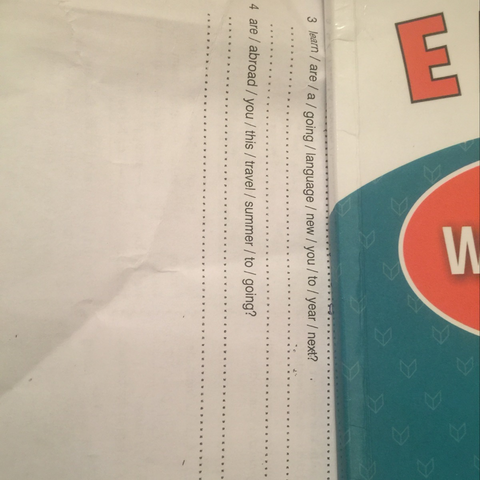 3 learn / are / a / going / language / new / you / to / year / next?
4 are / abroad / you / this / travel / summer / to / going?
E
W